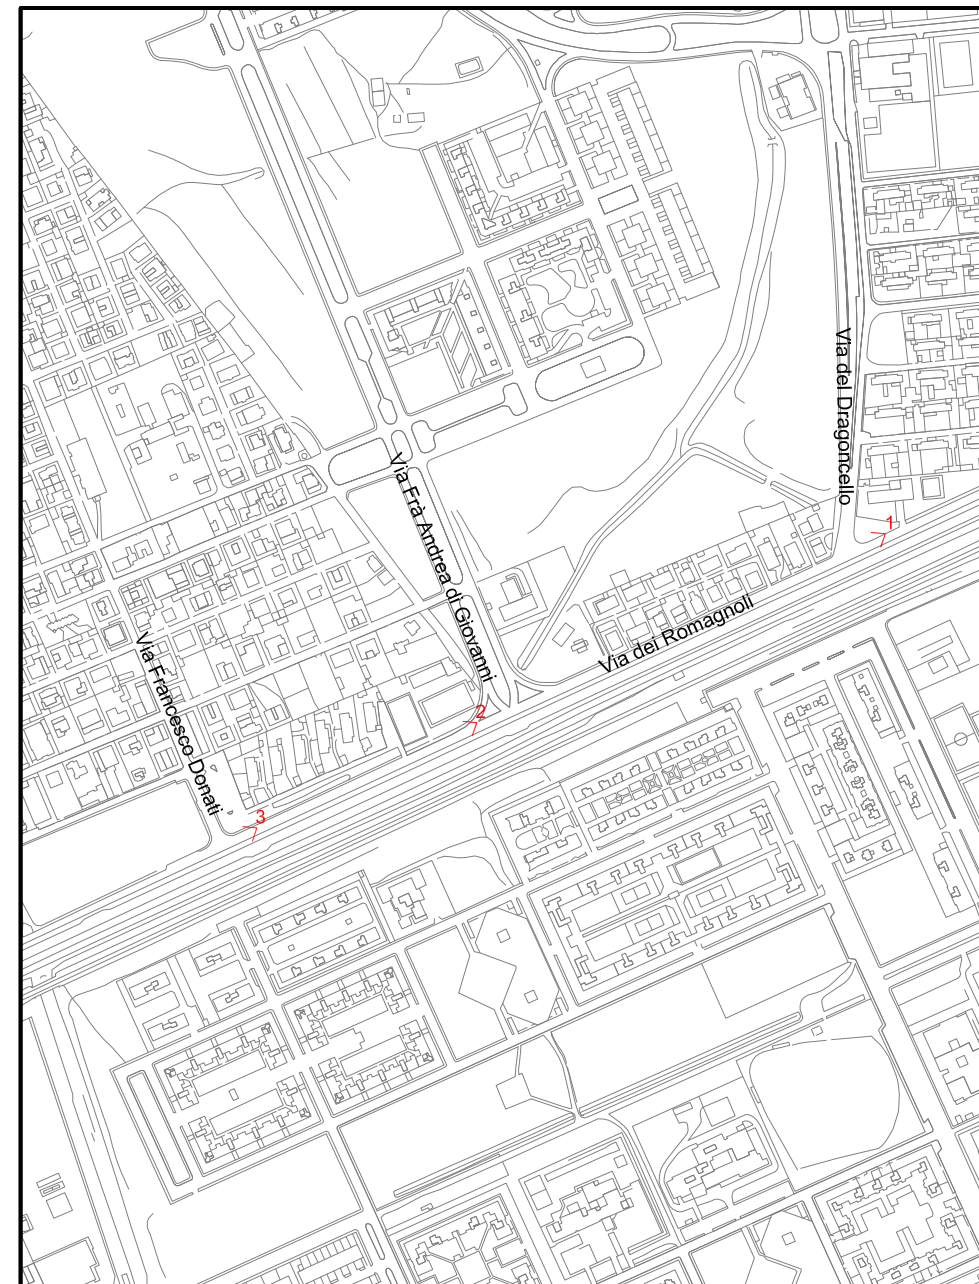 Via del Dragoncello
Via Frà Andrea di Giovanni
1
Via dei Romagnoli
Via Francesco Donati
2
3